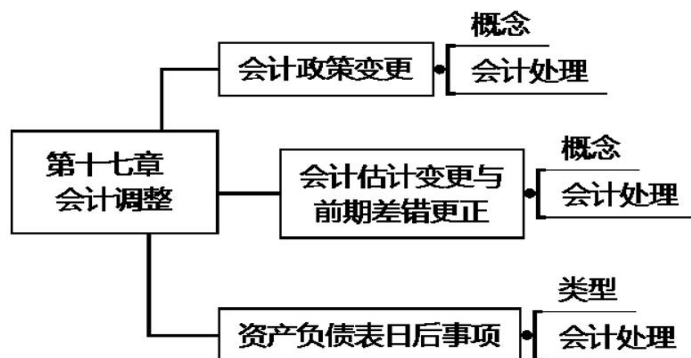 第十七章
会计调整
会计政策变更
概念
会计处理
会计估计变更与
前期差错更正
概念
会计处理
资产负债表日后事项
类型
会计处理